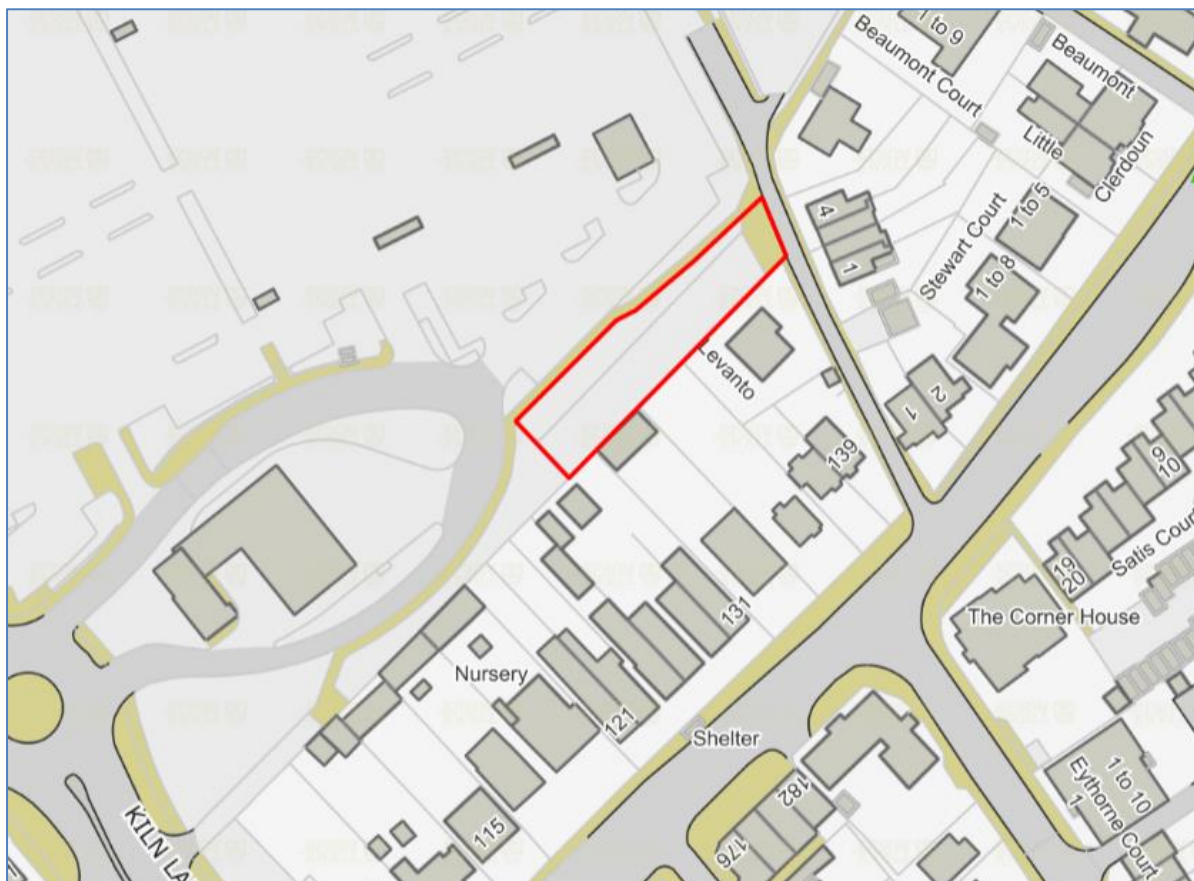 1 to 9
Beaumont Court
Beaumont
Little
Clerdoun
4
1
Stewart Court
1 to 5
1 to 8
Levanto
2
1
139
9
10
Satis Cour
19
20
The Corner House
131
Nursery
121
Shelter
182
1 to 10
Eythorne Court
1
115
176
KILN LA